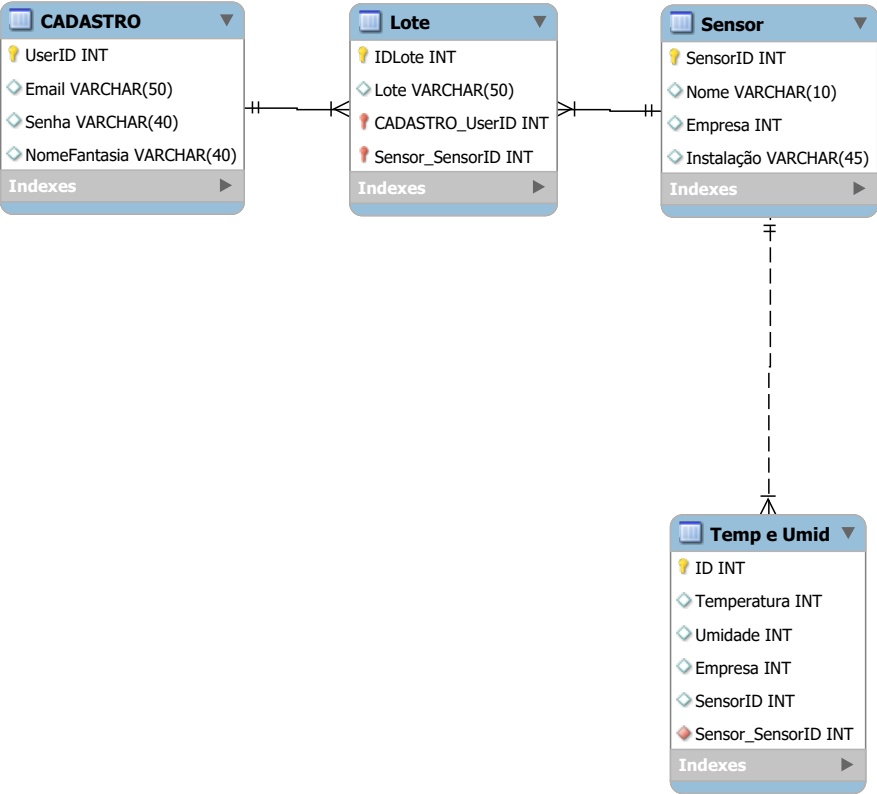 CADASTRO
UserID INT
Email VARCHAR(50)
Senha VARCHAR(40)
NomeFantasia VARCHAR(40)
Indexes
Lote
IDLote INT
Lote VARCHAR(50)
CADASTRO_UserID INT
Sensor_SensorID INT
Indexes
Sensor
SensorID INT
Nome VARCHAR(10)
Empresa INT
Instalação VARCHAR(45)
Indexes
Temp e Umid
ID INT
Temperatura INT
Umidade INT
Empresa INT
SensorID INT
Sensor_SensorID INT
Indexes